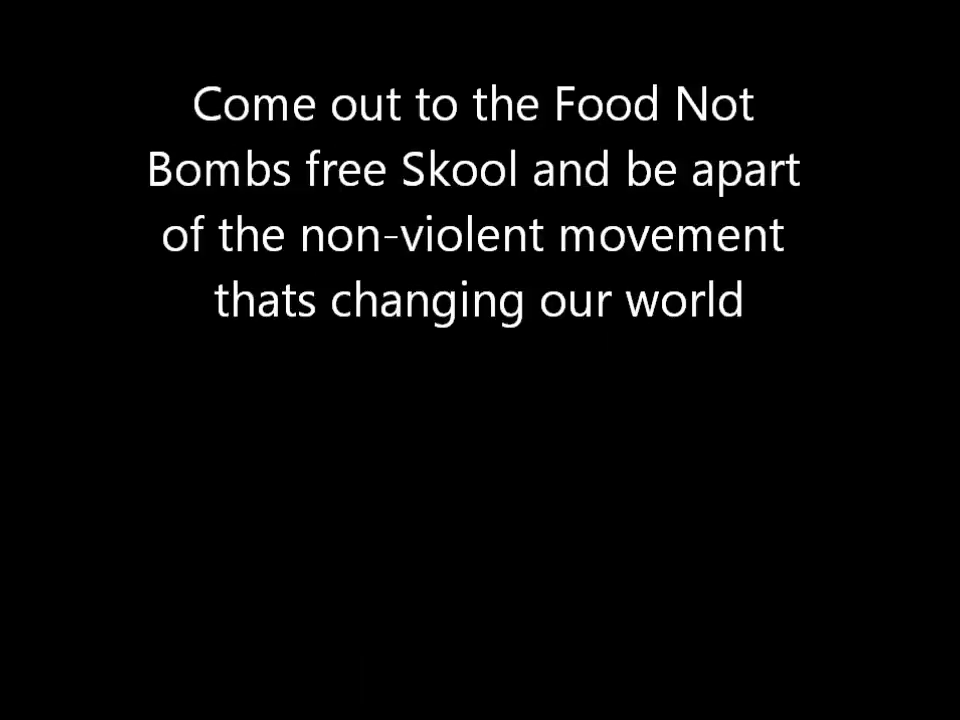 Come out to the Food Not
Bombs free Skool and be apart
of the non-violent movement
thats changing our world